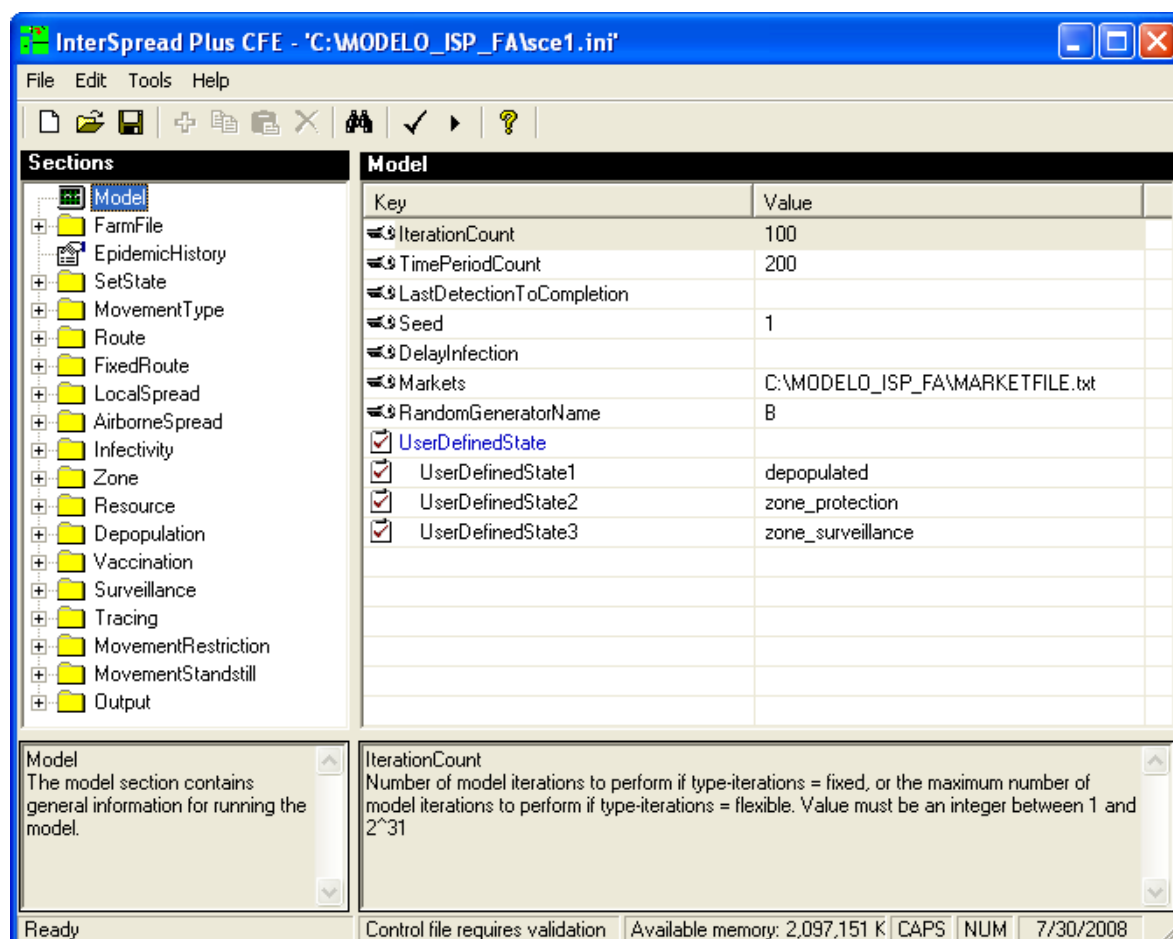 InterSpread Plus CFE - 'C:\MODELO_ISP_FA\sce1.ini'
File Edit Tools Help
Sections
Model
FarmFile
EpidemicHistory
SetState
MovementType
Route
FixedRoute
LocalSpread
AirborneSpread
Infectivity
Zone
Resource
Depopulation
Vaccination
Surveillance
Tracing
MovementRestriction
MovementStandstill
Output
Model
Key Value
IterationCount 100
TimePeriodCount 200
LastDetectionToCompletion
Seed 1
DelayInfection
Markets C:\MODELO_ISP_FA\MARKETFILE.txt
RandomGeneratorName B
UserDefinedState
UserDefinedState1 depopulated
UserDefinedState2 zone_protection
UserDefinedState3 zone_surveillance
Model
The model section contains
general information for running the
model.
IterationCount
Number of model iterations to perform if type-iterations = fixed, or the maximum number of
model iterations to perform if type-iterations = flexible. Value must be an integer between 1 and
2^31
Ready Control file requires validation Available memory: 2,097,151 K CAPS NUM 7/30/2008